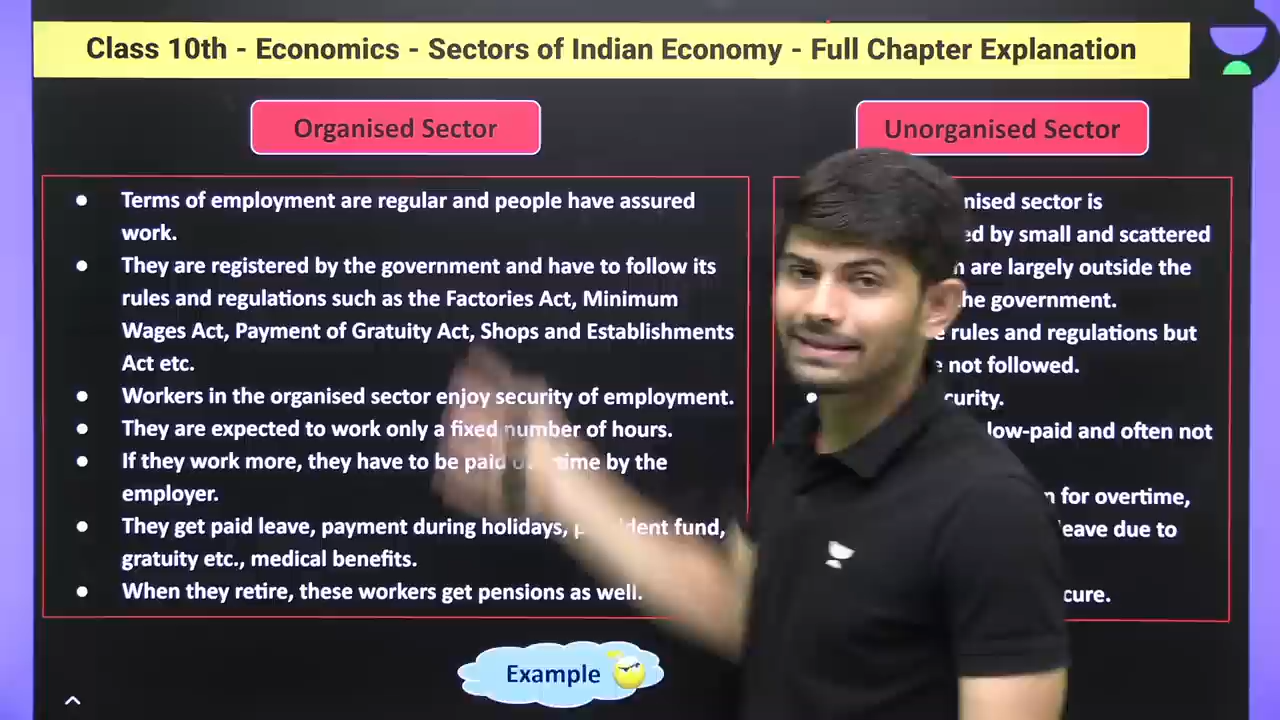 Class 10th - Economics - Sectors of Indian Economy - Full Chapter Explanation
Organised Sector
Terms of employment are regular and people have assured
work.
They are registered by the government and have to follow its
rules and regulations such as the Factories Act, Minimum
Wages Act, Payment of Gratuity Act, Shops and Establishments
Act etc.
Workers in the organised sector enjoy security of employment.
They are expected to work only a fixed number of hours.
If they work more, they have to be paid by the
employer.
They get paid leave, payment during holidays, fund,
gratuity etc., medical benefits.
When they retire, these workers get pensions as well.
Unorganised Sector
sector is
by small and scattered
are largely outside the
government.
rules and regulations but
not followed.
low-paid and often not
for overtime,
leave due to
Example